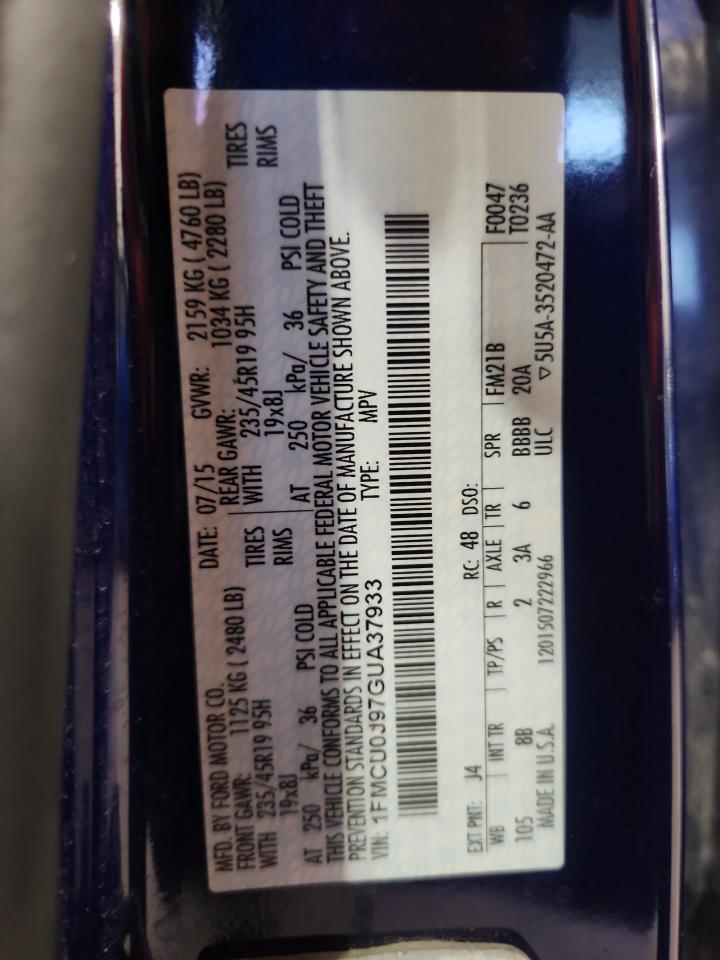 MFD. BY FORD MOTOR CO. DATE: 07/15 GVWR: 2159 KG ( 4760 LB)
FRONT GAWR: 1125 KG ( 2480 LB) REAR GAWR: 1034 KG ( 2280 LB)
WITH 235/45R19 95H TIRES WITH 235/45R19 95H TIRES
19x8J RIMS 19x8J RIMS
AT 250 kPa/ 36 PSI COLD AT 250 kPa/ 36 PSI COLD
THIS VEHICLE CONFORMS TO ALL APPLICABLE FEDERAL MOTOR VEHICLE SAFETY AND THEFT
PREVENTION STANDARDS IN EFFECT ON THE DATE OF MANUFACTURE SHOWN ABOVE.
VIN: 1FMCU0J97GUA37933 TYPE: MPV
EXT PNT: J4 RC: 48 DSO:
WB INT TR TP/PS R AXLE TR SPR FM21B F0047
105 8B 2 3A 6 BBBB 20A T0236
MADE IN U.S.A. 1201507222966 ULC ▽5U5A-3520472-AA